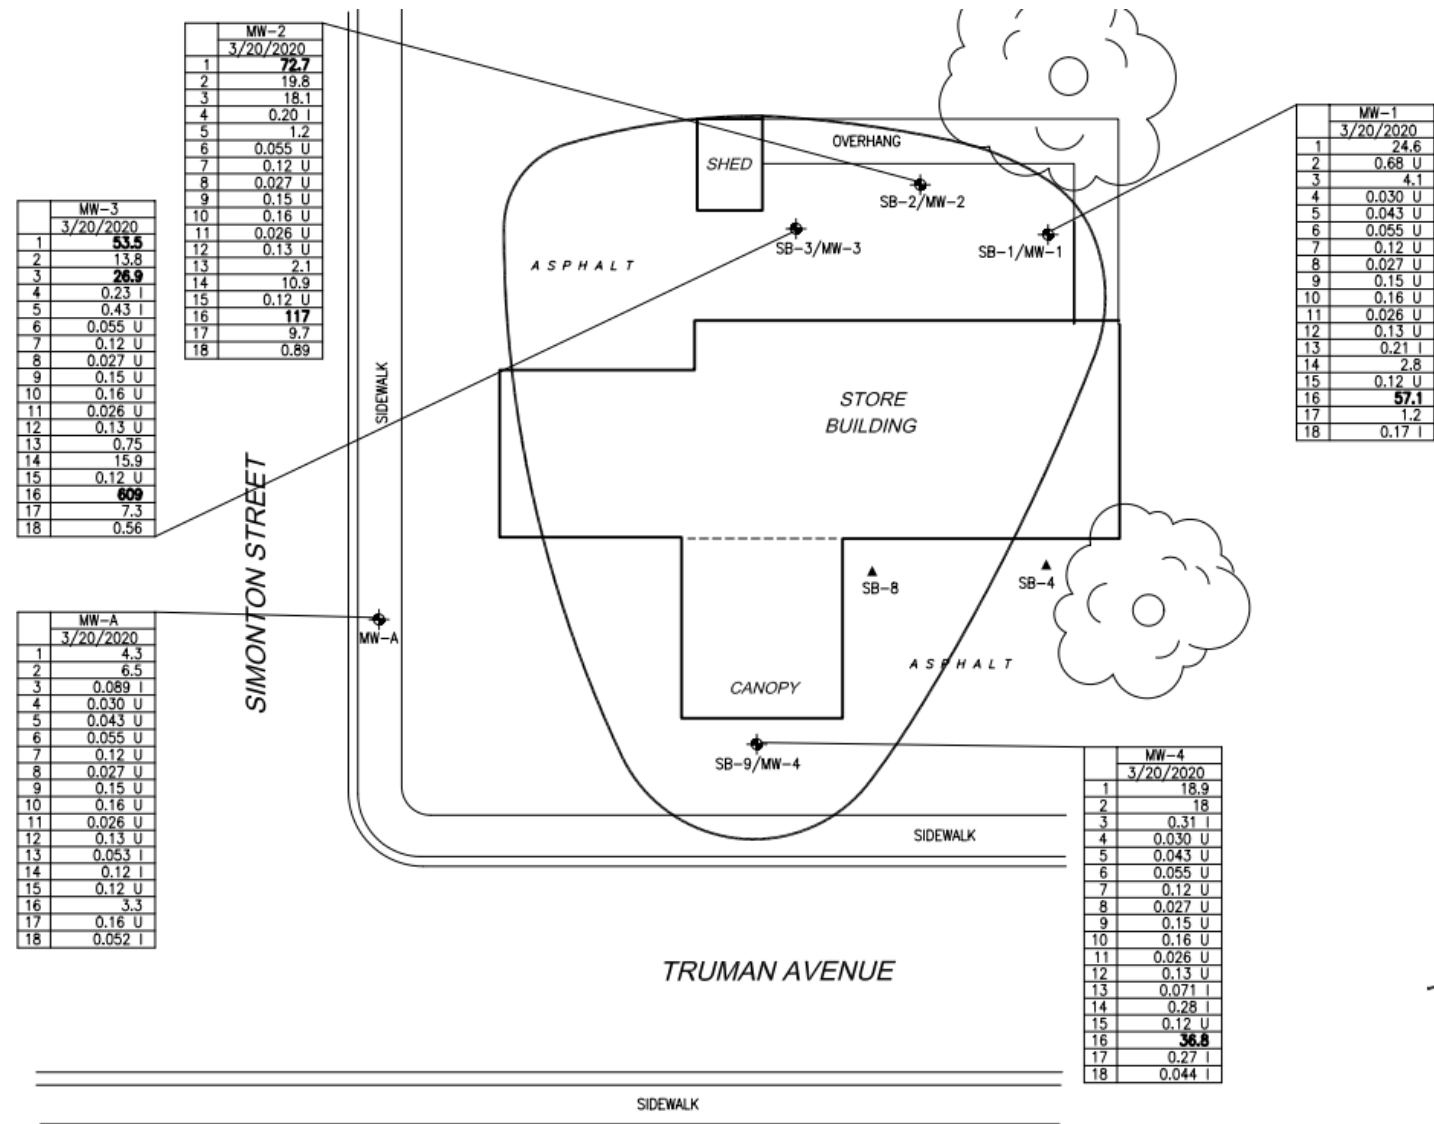 MW-2
3/20/2020
1 72.7
2 19.8
3 18.1
4 0.20 I
5 1.2
6 0.055 U
7 0.12 U
8 0.027 U
9 0.15 U
10 0.16 U
11 0.026 U
12 0.13 U
13 2.1
14 10.9
15 0.12 U
16 117
17 9.7
18 0.89
MW-1
3/20/2020
1 24.6
2 0.68 U
3 4.1
4 0.030 U
5 0.043 U
6 0.055 U
7 0.12 U
8 0.027 U
9 0.15 U
10 0.16 U
11 0.026 U
12 0.13 U
13 0.21 I
14 2.8
15 0.12 U
16 57.1
17 1.2
18 0.17 I
MW-3
3/20/2020
1 53.5
2 13.8
3 26.9
4 0.23 I
5 0.43 I
6 0.055 U
7 0.12 U
8 0.027 U
9 0.15 U
10 0.16 U
11 0.026 U
12 0.13 U
13 0.75
14 15.9
15 0.12 U
16 609
17 7.3
18 0.56
OVERHANG
SHED
SB-2/MW-2
SB-3/MW-3
SB-1/MW-1
ASPHALT
SIDEWALK
STORE
BUILDING
SIMONTON STREET
SB-8
SB-4
MW-A
ASPHALT
CANOPY
SB-9/MW-4
SIDEWALK
MW-A
3/20/2020
1 4.3
2 6.5
3 0.089 I
4 0.030 U
5 0.043 U
6 0.055 U
7 0.12 U
8 0.027 U
9 0.15 U
10 0.16 U
11 0.026 U
12 0.13 U
13 0.053 I
14 0.12 I
15 0.12 U
16 3.3
17 0.16 U
18 0.052 I
MW-4
3/20/2020
1 18.9
2 18
3 0.31 I
4 0.030 U
5 0.043 U
6 0.055 U
7 0.12 U
8 0.027 U
9 0.15 U
10 0.16 U
11 0.026 U
12 0.13 U
13 0.071 I
14 0.28 I
15 0.12 U
16 36.8
17 0.27 I
18 0.044 I
TRUMAN AVENUE
SIDEWALK